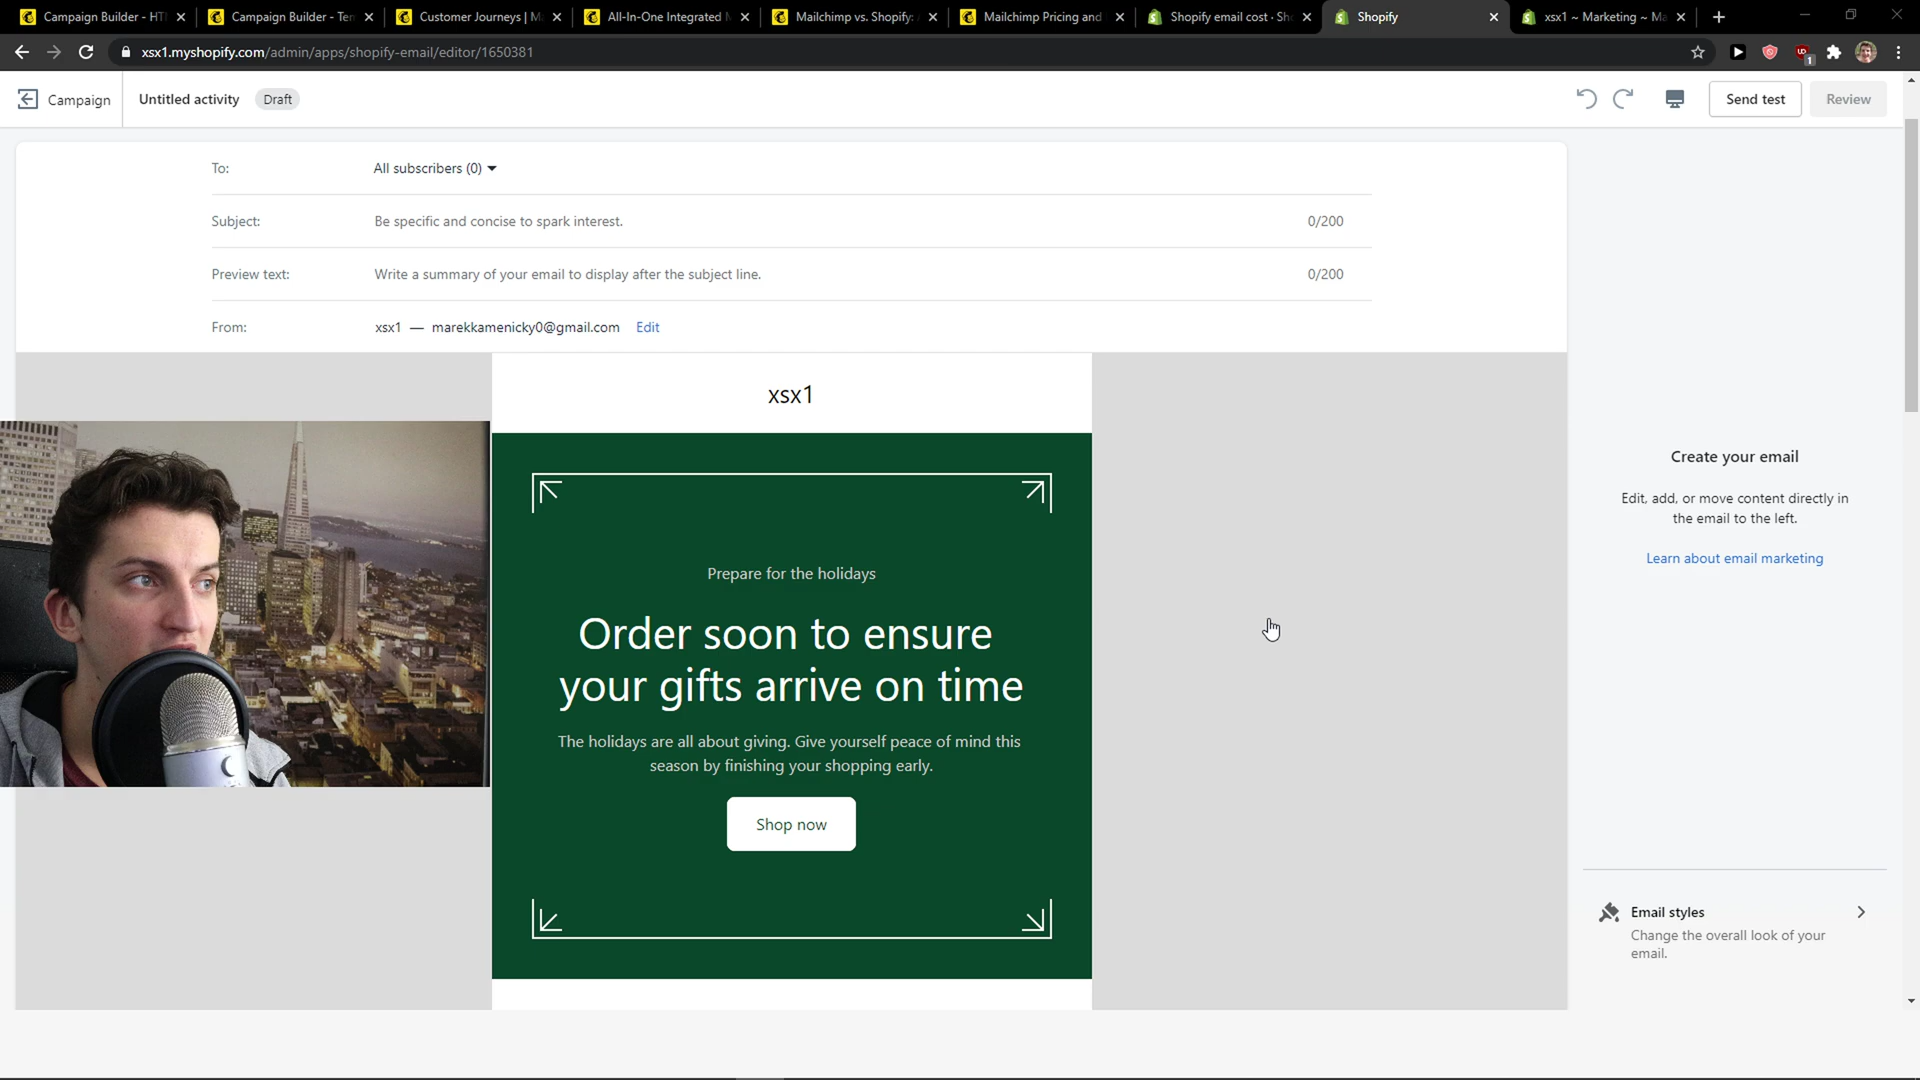 Campaign Builder - HT
Campaign Builder - Ten
Customer Journeys | M
All-In-One Integrated
Mailchimp vs. Shopify:
Mailchimp Pricing and
Shopify email cost · Sh
Shopify
xsx1 ~ Marketing ~ Ma
xsx1.myshopify.com/admin/apps/shopify-email/editor/1650381
1
Campaign
Untitled activity
Draft
Send test
Review
To:
All subscribers (0)
Subject:
Be specific and concise to spark interest.
0/200
Preview text:
Write a summary of your email to display after the subject line.
0/200
From:
xsx1 — marekkamenicky0@gmail.com
Edit
xsx1
Prepare for the holidays
Order soon to ensure
your gifts arrive on time
The holidays are all about giving. Give yourself peace of mind this
season by finishing your shopping early.
Shop now
Create your email
Edit, add, or move content directly in
the email to the left.
Learn about email marketing
Email styles
Change the overall look of your
email.